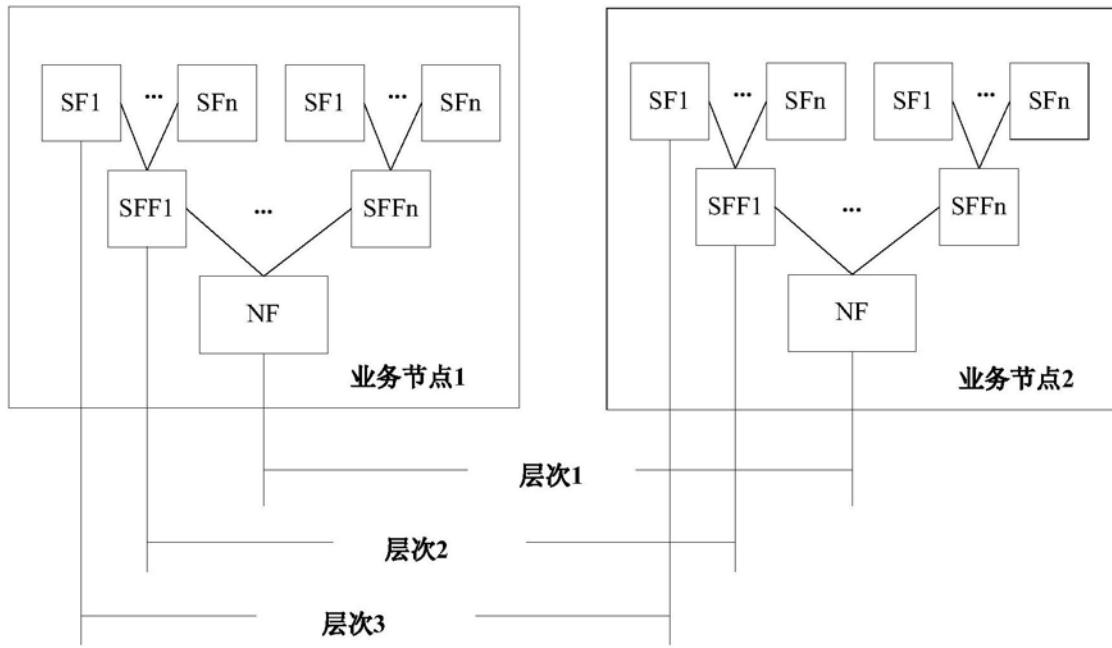 SF1 ... SFn SF1 ... SFn SF1 ... SFn SF1 ... SFn
SFF1 ... SFFn SFF1 ... SFFn
NF NF
业务节点1 业务节点2
层次1
层次2
层次3